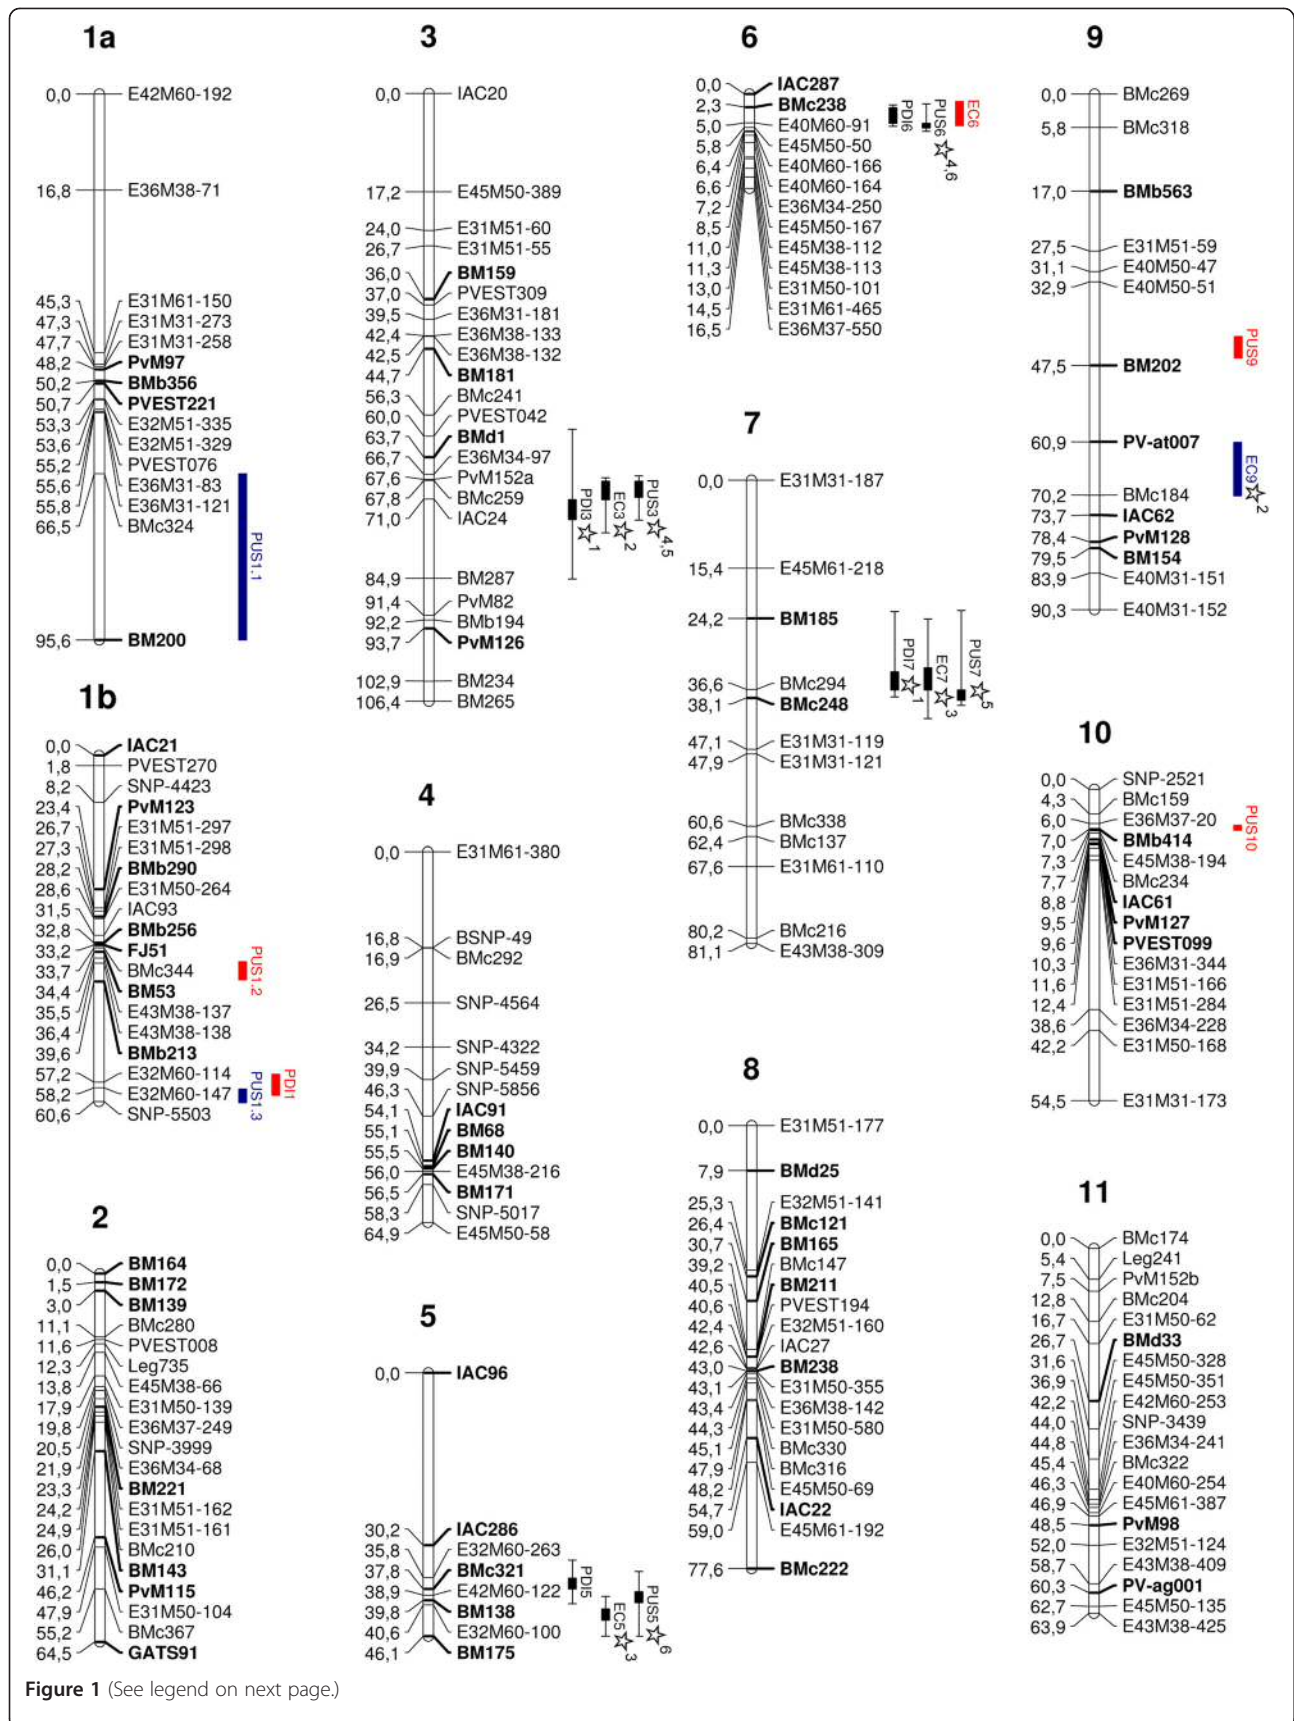 1a
0,0 E42M60-192
16,8 E36M38-71
45,3 E31M61-150
47,3 E31M31-273
47,7 E31M31-258
48,2 PvM97
50,2 BMb356
50,7 PVEST221
53,3 E32M51-335
53,6 E32M51-329
55,2 PVEST076
55,6 E36M31-83
55,8 E36M31-121
66,5 BMc324
95,6 BM200
PUS1.1
1b
0,0 IAC21
1,8 PVEST270
8,2 SNP-4423
23,4 PvM123
26,7 E31M51-297
27,3 E31M51-298
28,2 BMb290
28,6 E31M50-264
31,5 IAC93
32,8 BMb256
33,2 FJ51
33,7 BMc344
34,4 BM53
35,5 E43M38-137
36,4 E43M38-138
39,6 BMb213
57,2 E32M60-114
58,2 E32M60-147
60,6 SNP-5503
PUS1.2
PUS1.3
PDI1
2
0,0 BM164
1,5 BM172
3,0 BM139
11,1 BMc280
11,6 PVEST008
12,3 Leg735
13,8 E45M38-66
17,9 E31M50-139
19,8 E36M37-249
20,5 SNP-3999
21,9 E36M34-68
23,3 BM221
24,2 E31M51-162
24,9 E31M51-161
26,0 BMc210
31,1 BM143
46,2 PvM115
47,9 E31M50-104
55,2 BMc367
64,5 GATS91
3
0,0 IAC20
17,2 E45M50-389
24,0 E31M51-60
26,7 E31M51-55
36,0 BM159
37,0 PVEST309
39,5 E36M31-181
42,4 E36M38-133
42,5 E36M38-132
44,7 BM181
56,3 BMc241
60,0 PVEST042
63,7 BMd1
66,7 E36M34-97
67,6 PvM152a
67,8 BMc259
71,0 IAC24
84,9 BM287
91,4 PvM82
92,2 BMb194
93,7 PvM126
102,9 BM234
106,4 BM265
PDI3 ☆1
EC3 ☆2
PUS3 ☆4,5
4
0,0 E31M61-380
16,8 BSNP-49
16,9 BMc292
26,5 SNP-4564
34,2 SNP-4322
39,9 SNP-5459
46,3 SNP-5856
54,1 IAC91
55,1 BM68
55,5 BM140
56,0 E45M38-216
56,5 BM171
58,3 SNP-5017
64,9 E45M50-58
5
0,0 IAC96
30,2 IAC286
35,8 E32M60-263
37,8 BMc321
38,9 E42M60-122
39,8 BM138
40,6 E32M60-100
46,1 BM175
PDI5
EC5 ☆3
PUS5 ☆6
6
0,0 IAC287
2,3 BMc238
5,0 E40M60-91
5,8 E45M50-50
6,4 E40M60-166
6,6 E40M60-164
7,2 E36M34-250
8,5 E45M50-167
11,0 E45M38-112
11,3 E45M38-113
13,0 E31M50-101
14,5 E31M61-465
16,5 E36M37-550
PDI6
PUS6 ☆4,6
EC6
7
0,0 E31M31-187
15,4 E45M61-218
24,2 BM185
36,6 BMc294
38,1 BMc248
47,1 E31M31-119
47,9 E31M31-121
60,6 BMc338
62,4 BMc137
67,6 E31M61-110
80,2 BMc216
81,1 E43M38-309
PDI7 ☆1
EC7 ☆3
PUS7 ☆5
8
0,0 E31M51-177
7,9 BMd25
25,3 E32M51-141
26,4 BMc121
30,7 BM165
39,2 BMc147
40,5 BM211
40,6 PVEST194
42,4 E32M51-160
42,6 IAC27
43,0 BM238
43,1 E31M50-355
43,4 E36M38-142
44,3 E31M50-580
45,1 BMc330
47,9 BMc316
48,2 E45M50-69
54,7 IAC22
59,0 E45M61-192
77,6 BMc222
9
0,0 BMc269
5,8 BMc318
17,0 BMb563
27,5 E31M51-59
31,1 E40M50-47
32,9 E40M50-51
47,5 BM202
60,9 PV-at007
70,2 BMc184
73,7 IAC62
78,4 PvM128
79,5 BM154
83,9 E40M31-151
90,3 E40M31-152
PUS9
EC9 ☆2
10
0,0 SNP-2521
4,3 BMc159
6,0 E36M37-20
7,0 BMb414
7,3 E45M38-194
7,7 BMc234
8,8 IAC61
9,5 PvM127
9,6 PVEST099
10,3 E36M31-344
11,6 E31M51-166
12,4 E31M51-284
38,6 E36M34-228
42,2 E31M50-168
54,5 E31M31-173
PUS10
11
0,0 BMc174
5,4 Leg241
7,5 PvM152b
12,8 BMc204
16,7 E31M50-62
26,7 BMd33
31,6 E45M50-328
36,9 E45M50-351
42,2 E42M60-253
44,0 SNP-3439
44,8 E36M34-241
45,4 BMc322
46,3 E40M60-254
46,9 E45M61-387
48,5 PvM98
52,0 E32M51-124
58,7 E43M38-409
60,3 PV-ag001
62,7 E45M50-135
63,9 E43M38-425
Figure 1 (See legend on next page.)